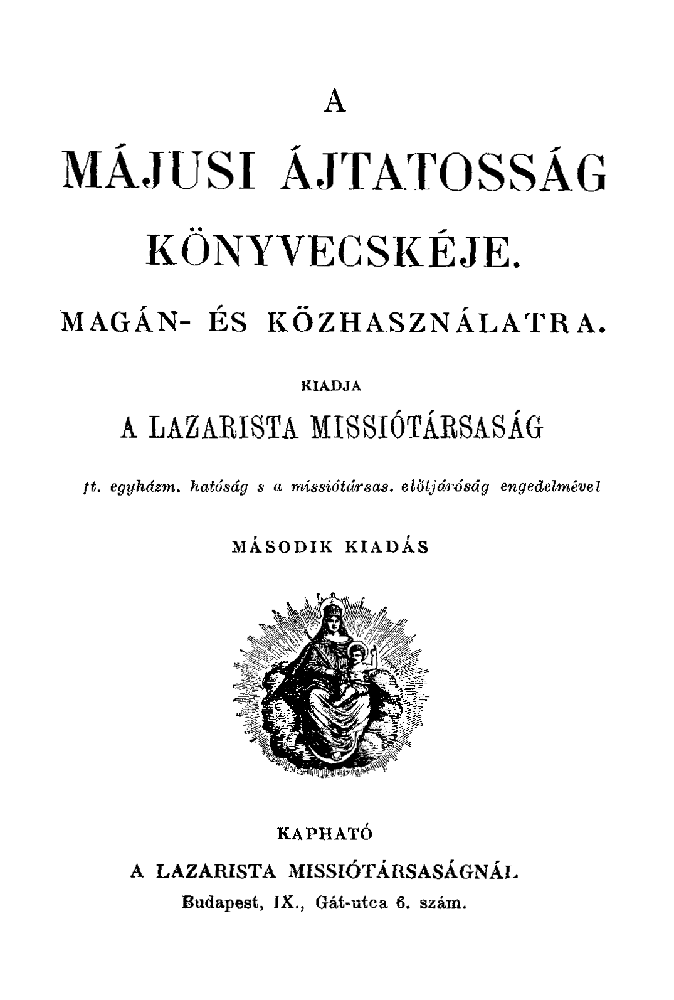 A
MÁJUSI ÁJTATOSSÁG
KÖNYVECSKÉJE.
MAGÁN- ÉS KÖZHASZNÁLATRA.
KIADJA
A LAZARISTA MISSIÓTÁRSASÁG
ft. egyházm. hatóság s a missiótársas. elöljáróság engedelmével
MÁSODIK KIADÁS
KAPHATÓ
A LAZARISTA MISSIÓTÁRSASÁGNÁL
Budapest, IX., Gát-utca 6. szám.